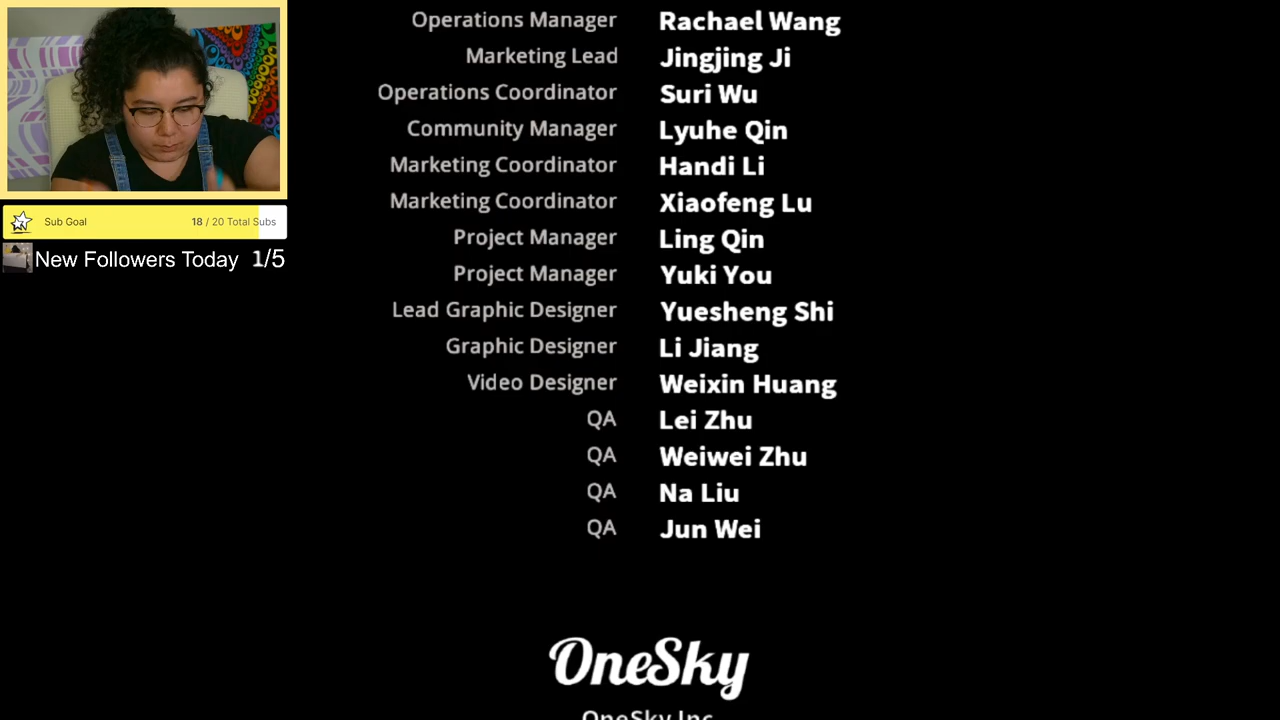 Operations Manager Rachael Wang
Marketing Lead Jingjing Ji
Operations Coordinator Suri Wu
Community Manager Lyuhe Qin
Marketing Coordinator Handi Li
Marketing Coordinator Xiaofeng Lu
Project Manager Ling Qin
Project Manager Yuki You
Lead Graphic Designer Yuesheng Shi
Graphic Designer Li Jiang
Video Designer Weixin Huang
QA Lei Zhu
QA Weiwei Zhu
QA Na Liu
QA Jun Wei
OneSky
OneSky Inc
Sub Goal 18 / 20 Total Subs
New Followers Today 1/5